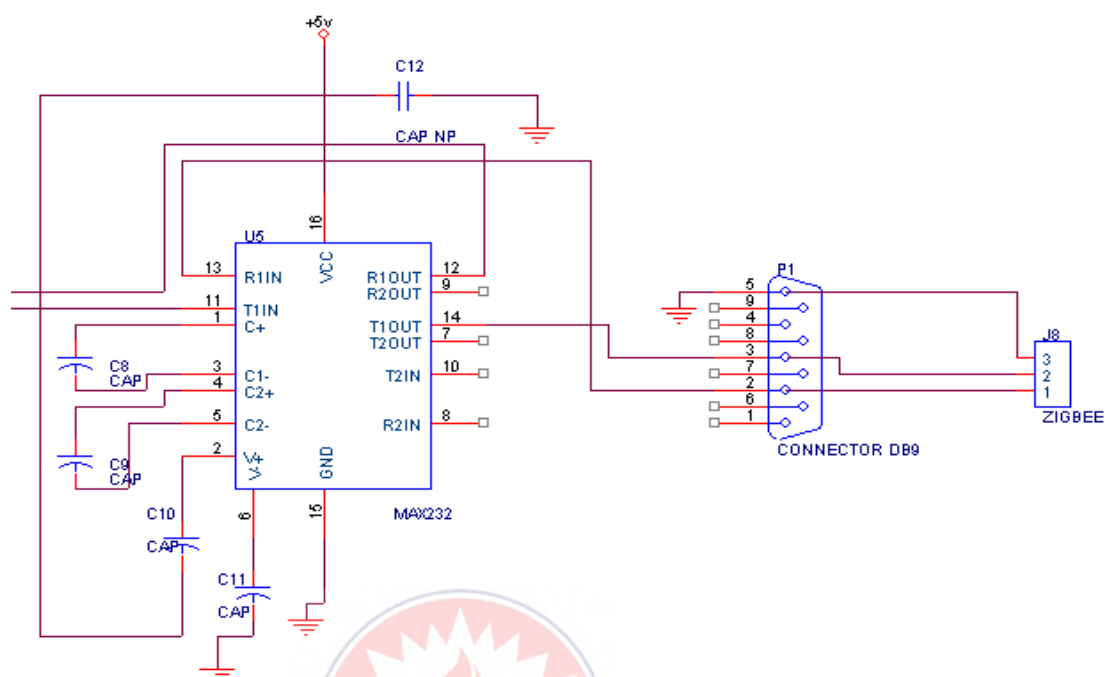 +5v
C12
CAP NP
U5
16
VCC
13 R1IN
R1OUT 12
R2OUT 9
11 T1IN
1 C+
T1OUT 14
T2OUT 7
C8
CAP
3 C1-
4 C2+
T2IN 10
5 C2-
R2IN 8
C9
CAP
2 V+
V-
GND
6
15
MAX232
C10
CAP
C11
CAP
P1
5
9
4
8
3
7
2
6
1
CONNECTOR DB9
J8
3
2
1
ZIGBEE